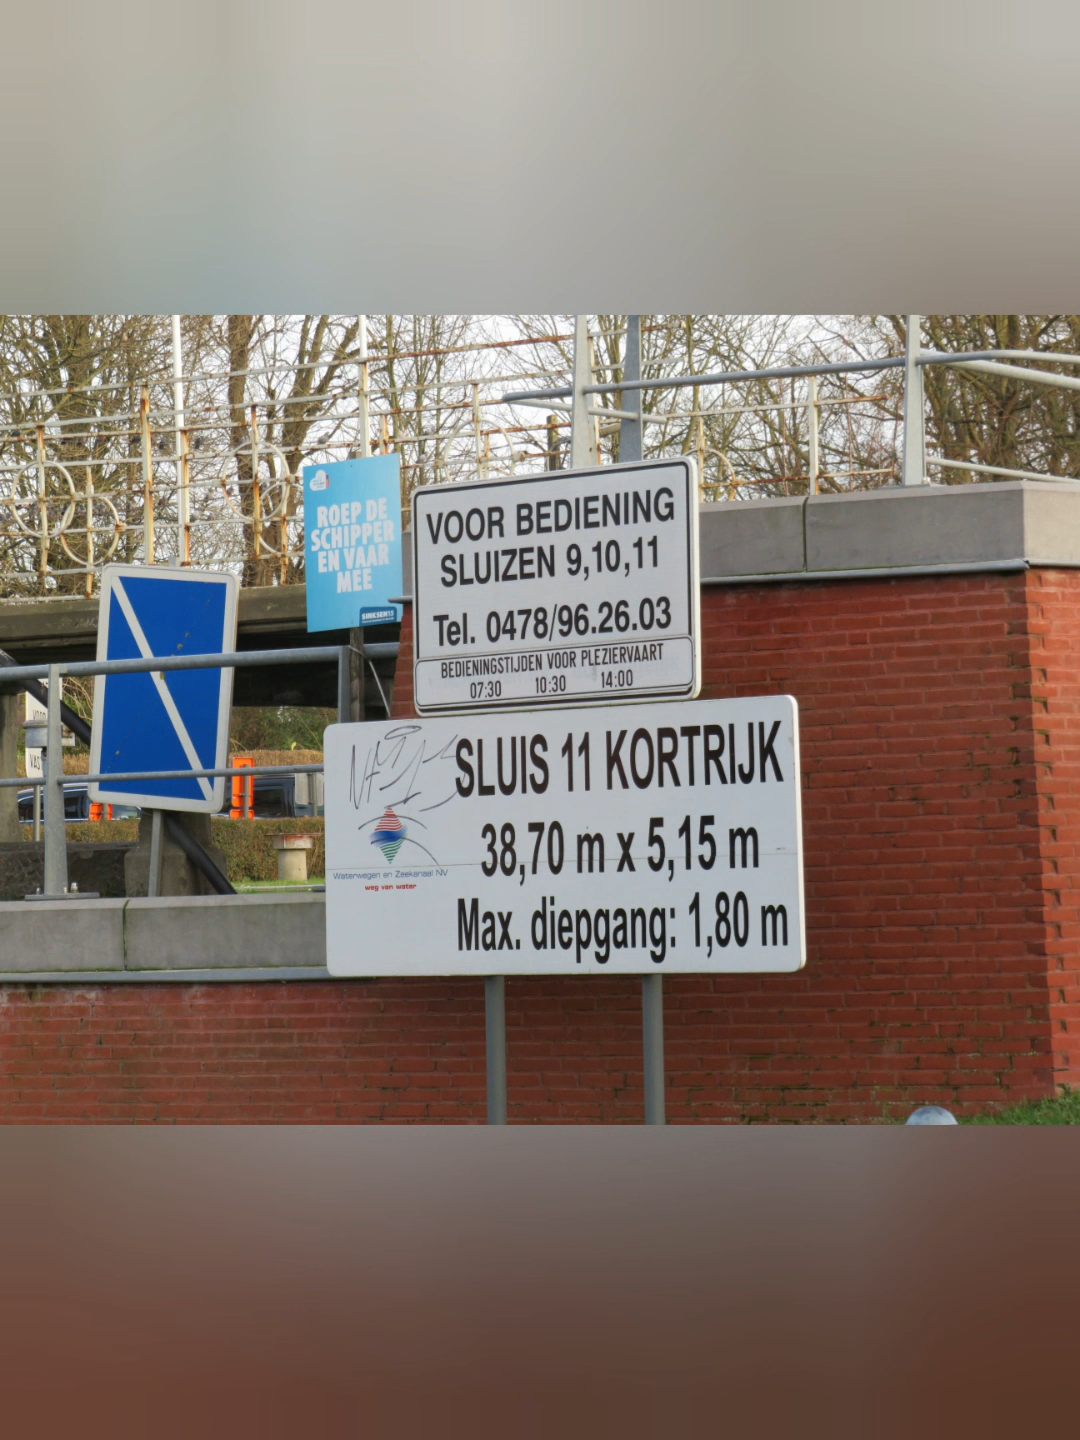 ROEP DE
SCHIPPER
EN VAAR
MEE
VOOR BEDIENING
SLUIZEN 9,10,11
Tel. 0478/96.26.03
BEDIENINGSTIJDEN VOOR PLEZIERVAART
07:30 10:30 14:00
SLUIS 11 KORTRIJK
38,70 m x 5,15 m
Max. diepgang: 1,80 m
Waterwegen en Zeekanaal NV
weg van water